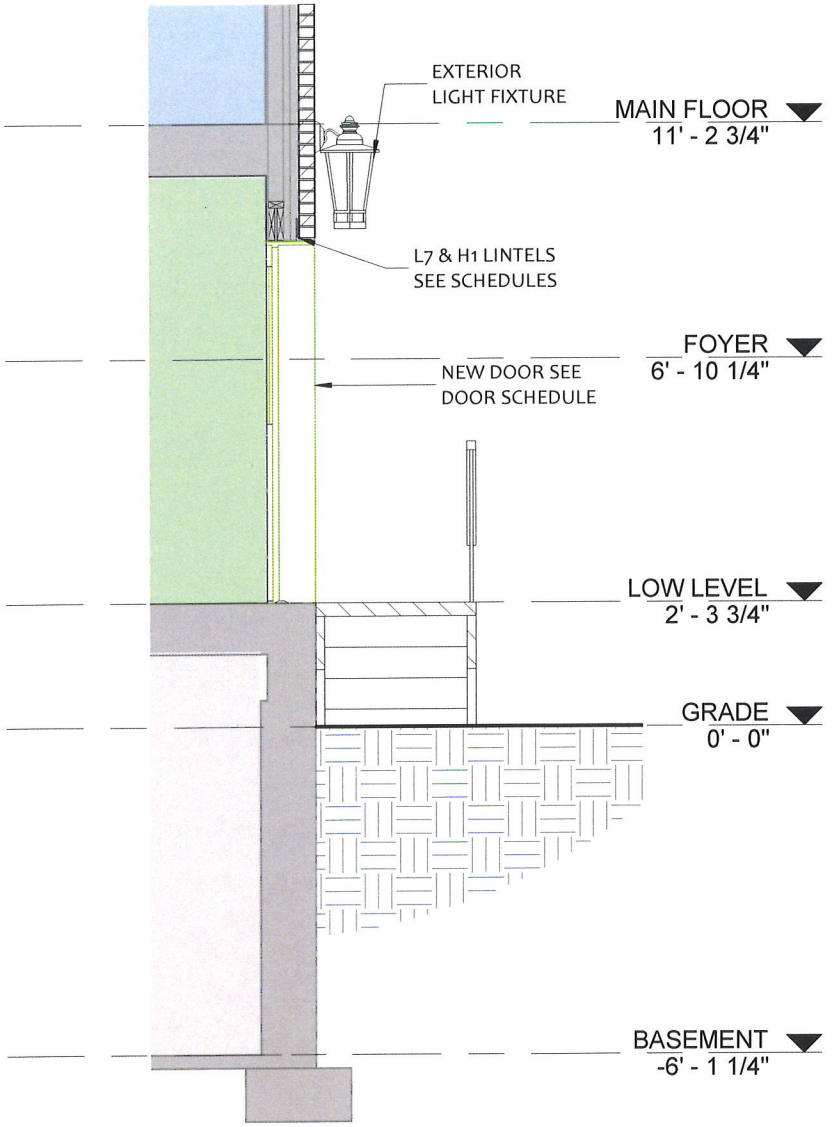 EXTERIOR
LIGHT FIXTURE
MAIN FLOOR
11' - 2 3/4"
L7 & H1 LINTELS
SEE SCHEDULES
FOYER
6' - 10 1/4"
NEW DOOR SEE
DOOR SCHEDULE
LOW LEVEL
2' - 3 3/4"
GRADE
0' - 0"
BASEMENT
-6' - 1 1/4"